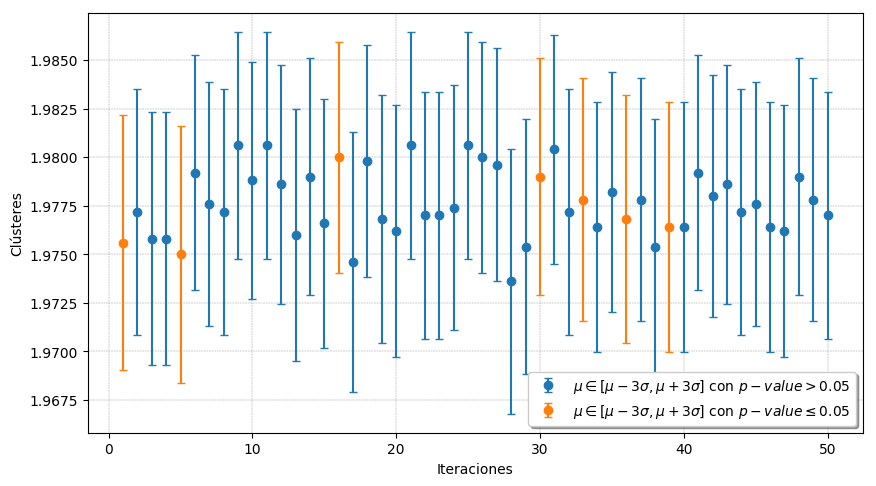 1.9850
1.9825
1.9800
1.9775
1.9750
1.9725
1.9700
1.9675
Clústeres
μ ∈ [μ − 3σ, μ + 3σ] con p − value > 0.05
μ ∈ [μ − 3σ, μ + 3σ] con p − value ≤ 0.05
0 10 20 30 40 50
Iteraciones